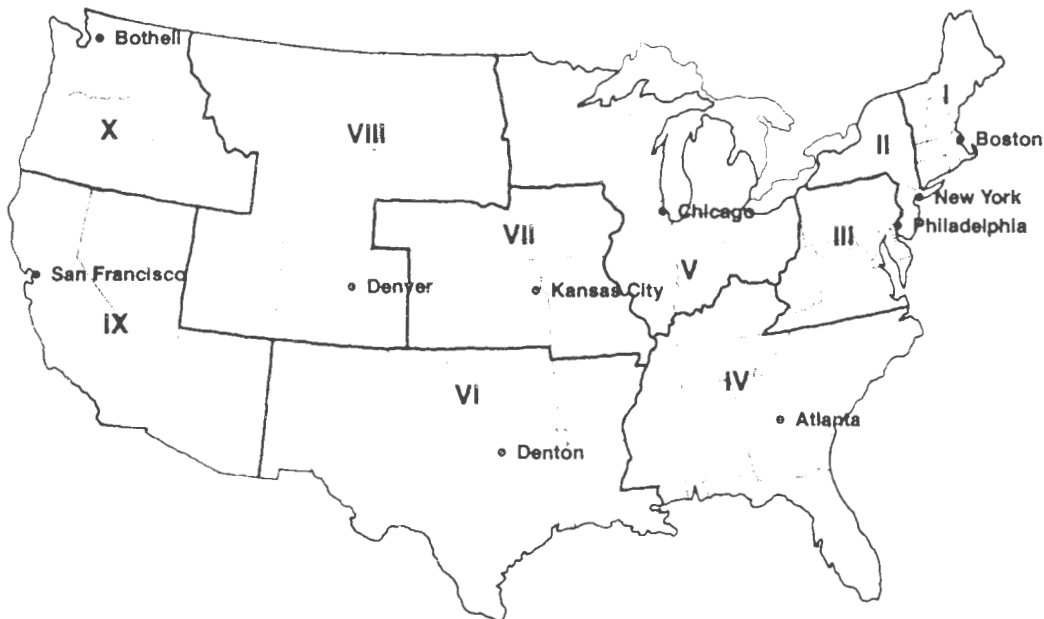 Bothell
I
X
VIII
II
Boston
New York
Chicago
VII
III
Philadelphia
San Francisco
Denver
Kansas City
V
IX
VI
IV
Atlanta
Denton